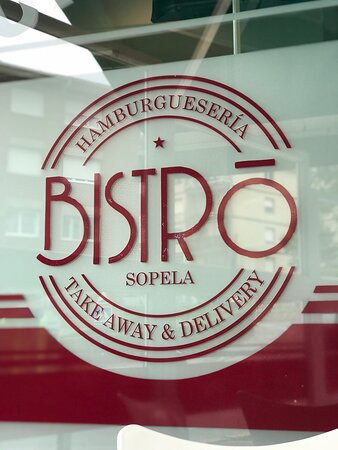 HAMBURGUESERÍA
BISTRŌ
SOPELA
TAKE AWAY & DELIVERY